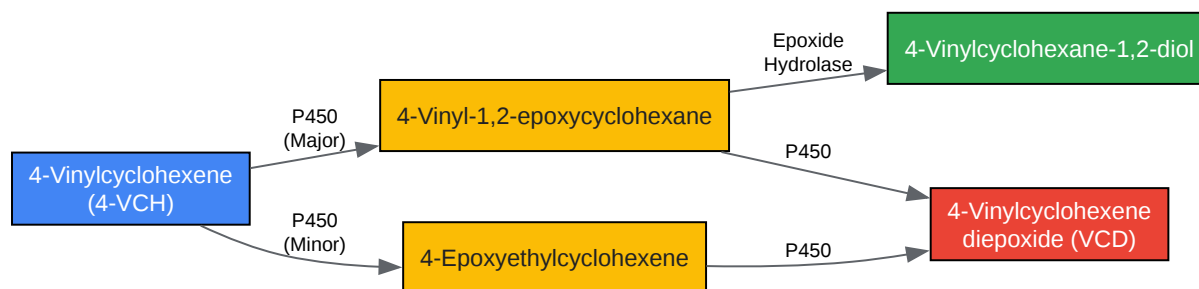 Epoxide
Hydrolase
4-Vinylcyclohexane-1,2-diol
P450
(Major)
4-Vinyl-1,2-epoxycyclohexane
P450
4-Vinylcyclohexene
(4-VCH)
P450
(Minor)
4-Epoxyethylcyclohexene
P450
4-Vinylcyclohexene
diepoxide (VCD)